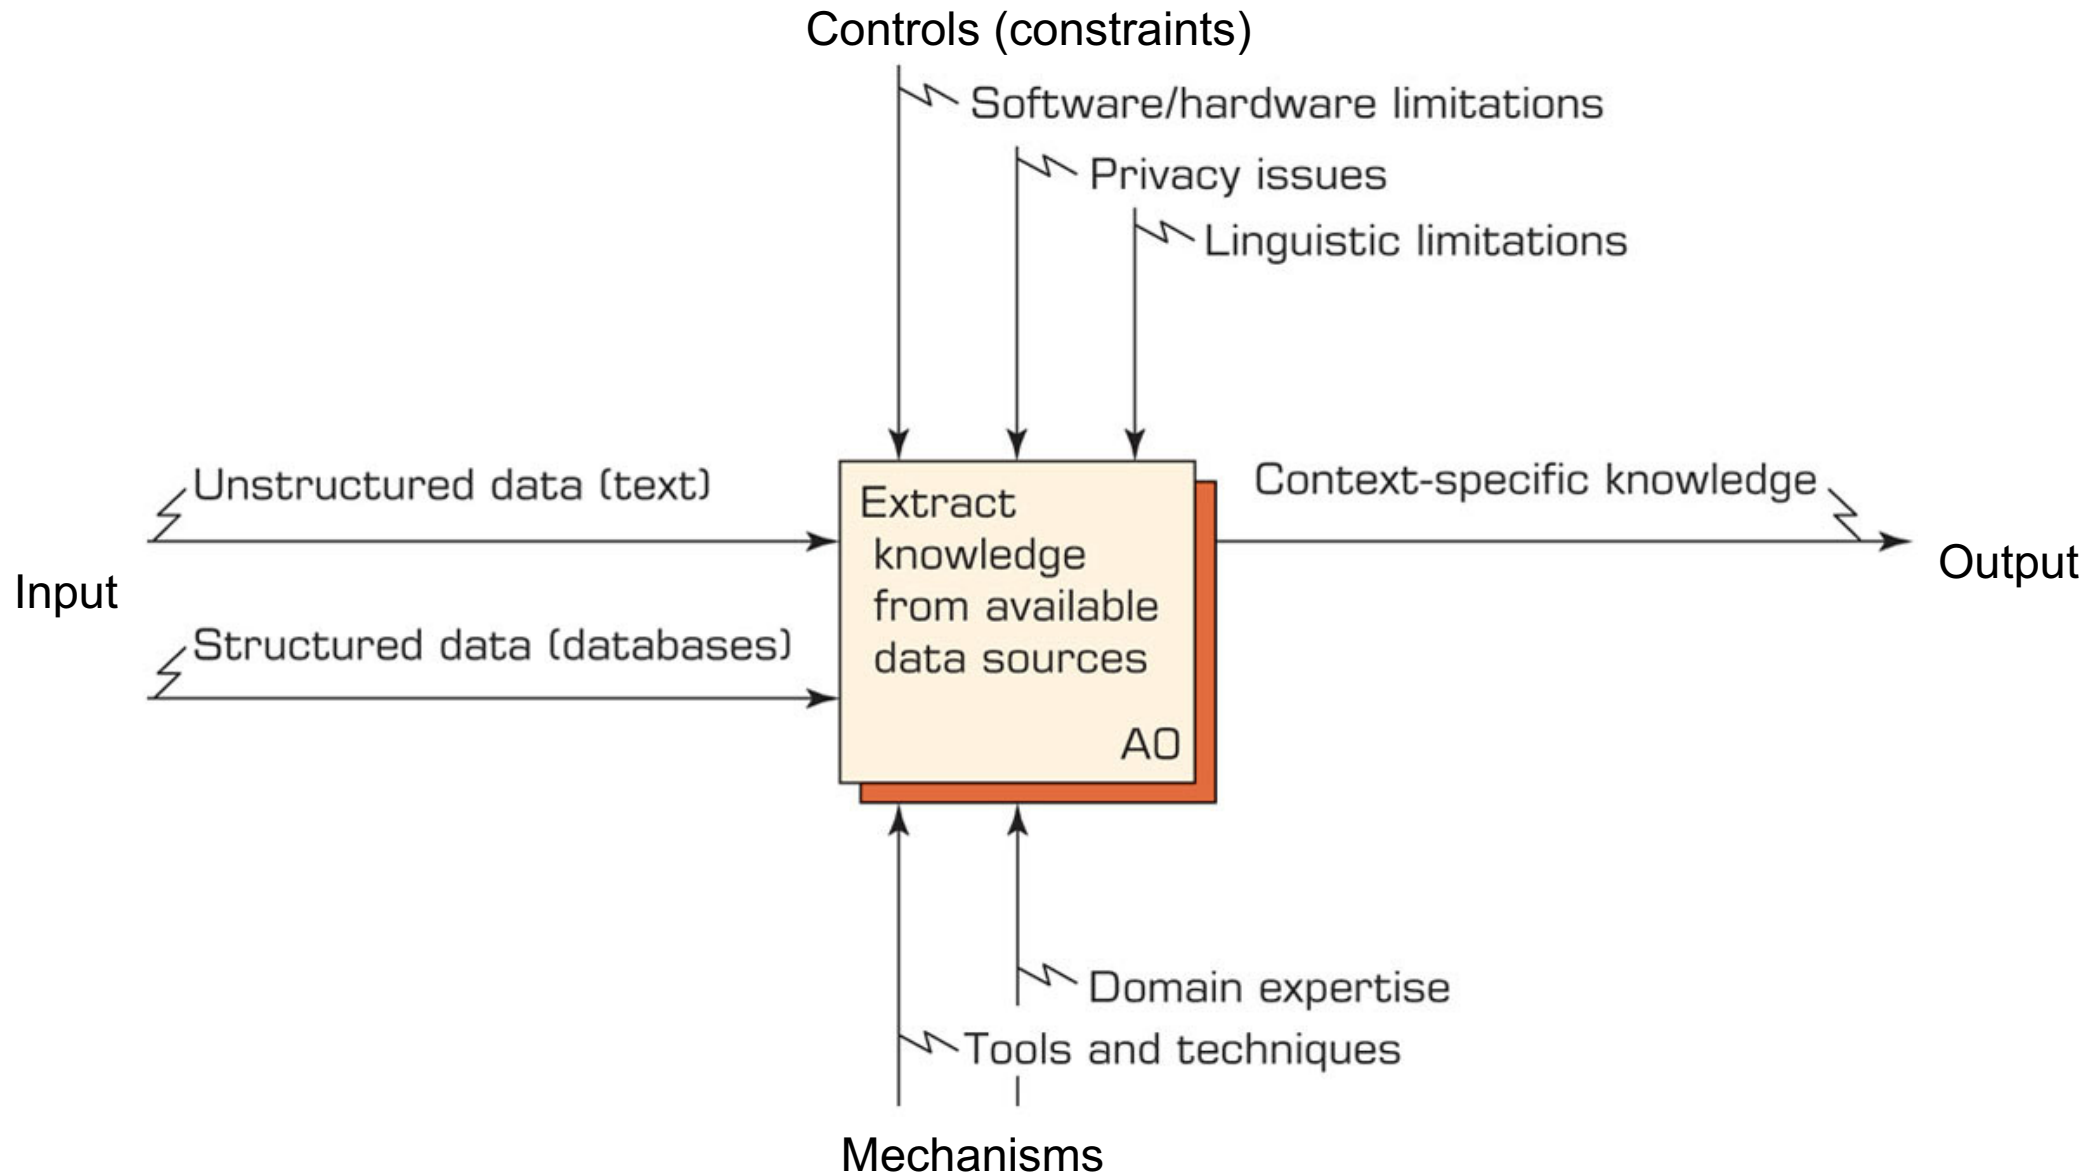 Controls (constraints)
Software/hardware limitations
Privacy issues
Linguistic limitations
Unstructured data (text)
Context-specific knowledge
Extract
knowledge
from available
data sources
A0
Input
Output
Structured data (databases)
Domain expertise
Tools and techniques
Mechanisms